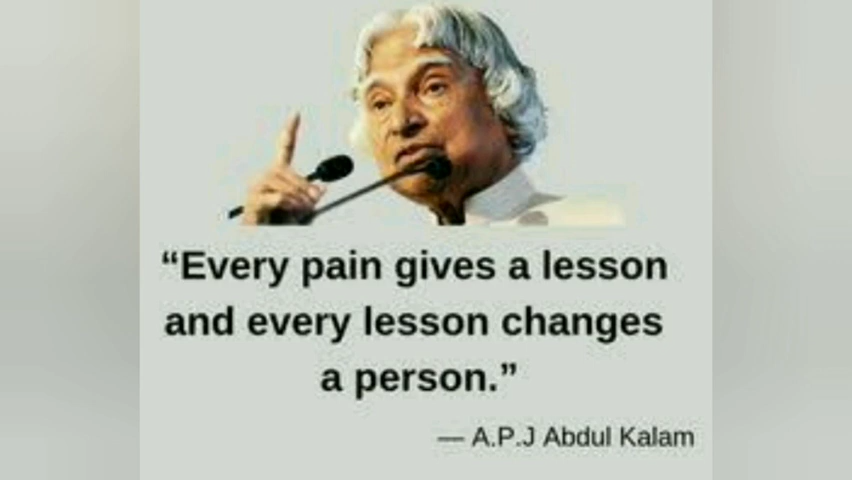 “Every pain gives a lesson
and every lesson changes
a person.”
— A.P.J Abdul Kalam